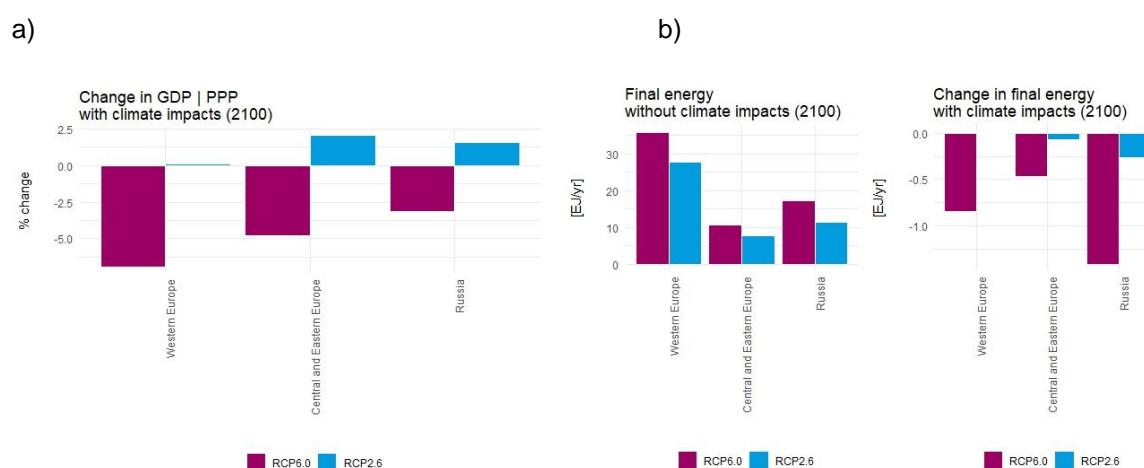 a)
b)
Change in GDP | PPP
with climate impacts (2100)
2.5
0.0
-2.5
-5.0
% change
Western Europe
Central and Eastern Europe
Russia
RCP6.0
RCP2.6
Final energy
without climate impacts (2100)
30
20
10
0
[EJ/yr]
Western Europe
Central and Eastern Europe
Russia
RCP6.0
RCP2.6
Change in final energy
with climate impacts (2100)
0.0
-0.5
-1.0
[EJ/yr]
Western Europe
Central and Eastern Europe
Russia
RCP6.0
RCP2.6